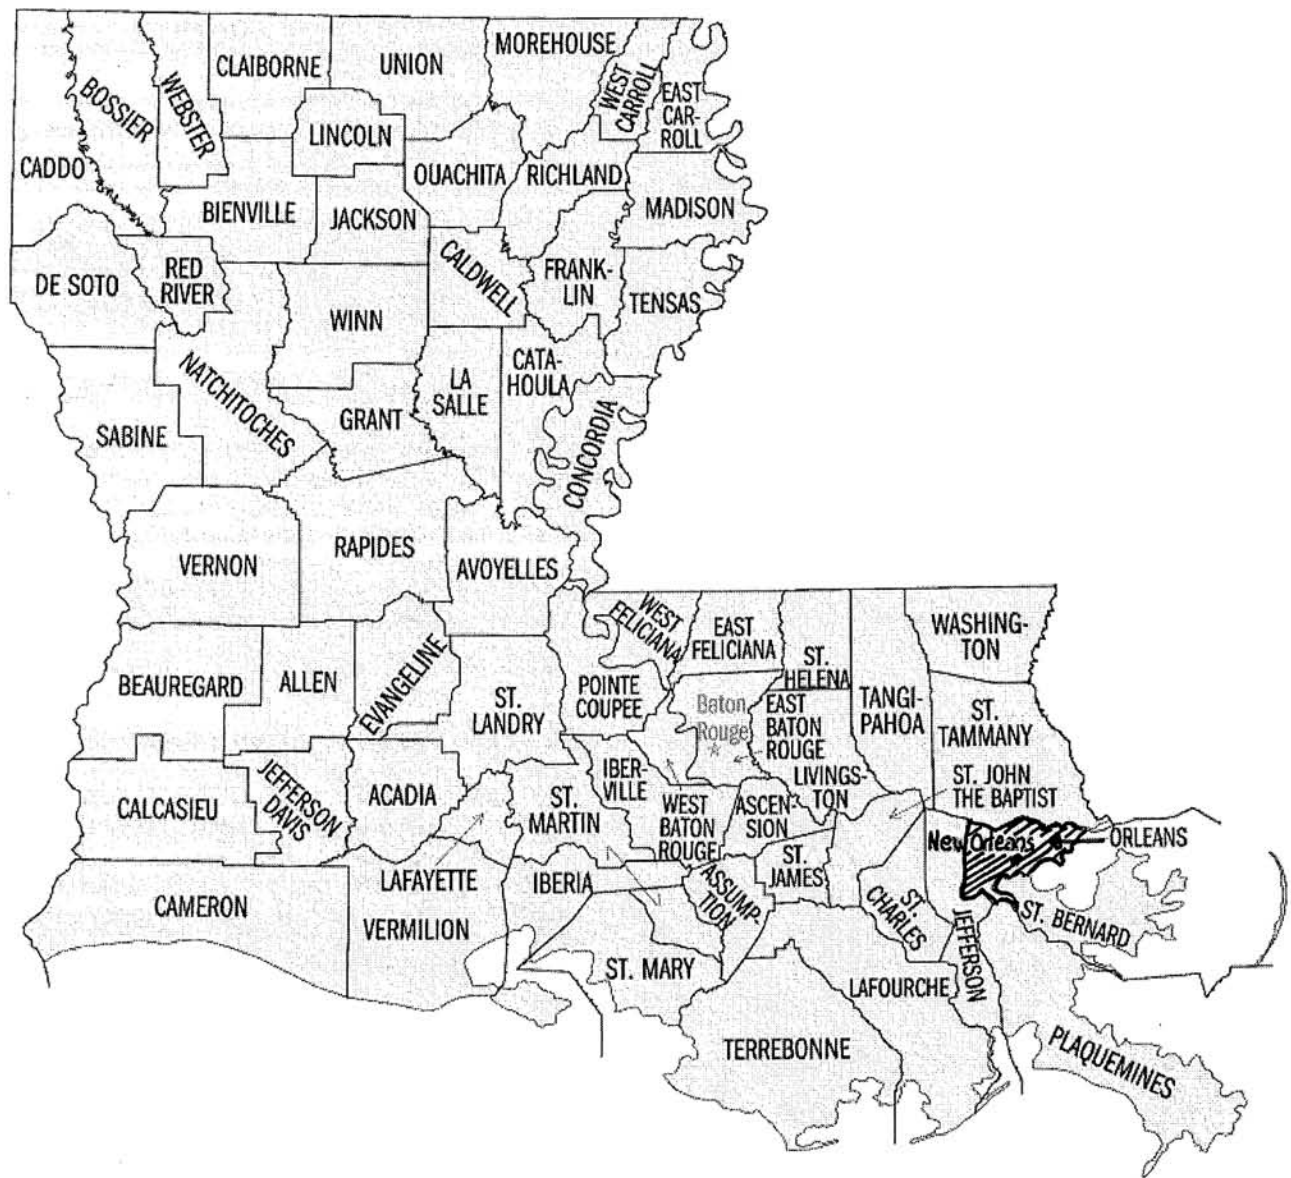 MOREHOUSE
CLAIBORNE
UNION
WEST
CARROLL
EAST
CAR-
ROLL
BOSSIER
WEBSTER
LINCOLN
CADDO
OUACHITA
RICHLAND
MADISON
BIENVILLE
JACKSON
DE SOTO
RED
RIVER
CALDWELL
FRANK-
LIN
TENSAS
WINN
NATCHITOCHES
LA
SALLE
CATA-
HOULA
GRANT
SABINE
CONCORDIA
VERNON
RAPIDES
AVOYELLES
WEST
FELICIANA
EAST
FELICIANA
ST.
HELENA
WASHING-
TON
BEAUREGARD
ALLEN
EVANGELINE
ST.
LANDRY
POINTE
COUPEE
Baton
Rouge
EAST
BATON
ROUGE
TANGI-
PAHOA
ST.
TAMMANY
CALCASIEU
JEFFERSON
DAVIS
ACADIA
ST.
MARTIN
IBER-
VILLE
WEST
BATON
ROUGE
ASCEN-
SION
LIVINGS-
TON
ST. JOHN
THE BAPTIST
New Orleans
ORLEANS
CAMERON
LAFAYETTE
VERMILION
IBERIA
ASSUMP-
TION
ST.
JAMES
ST.
CHARLES
JEFFERSON
ST. BERNARD
ST. MARY
LAFOURCHE
TERREBONNE
PLAQUEMINES